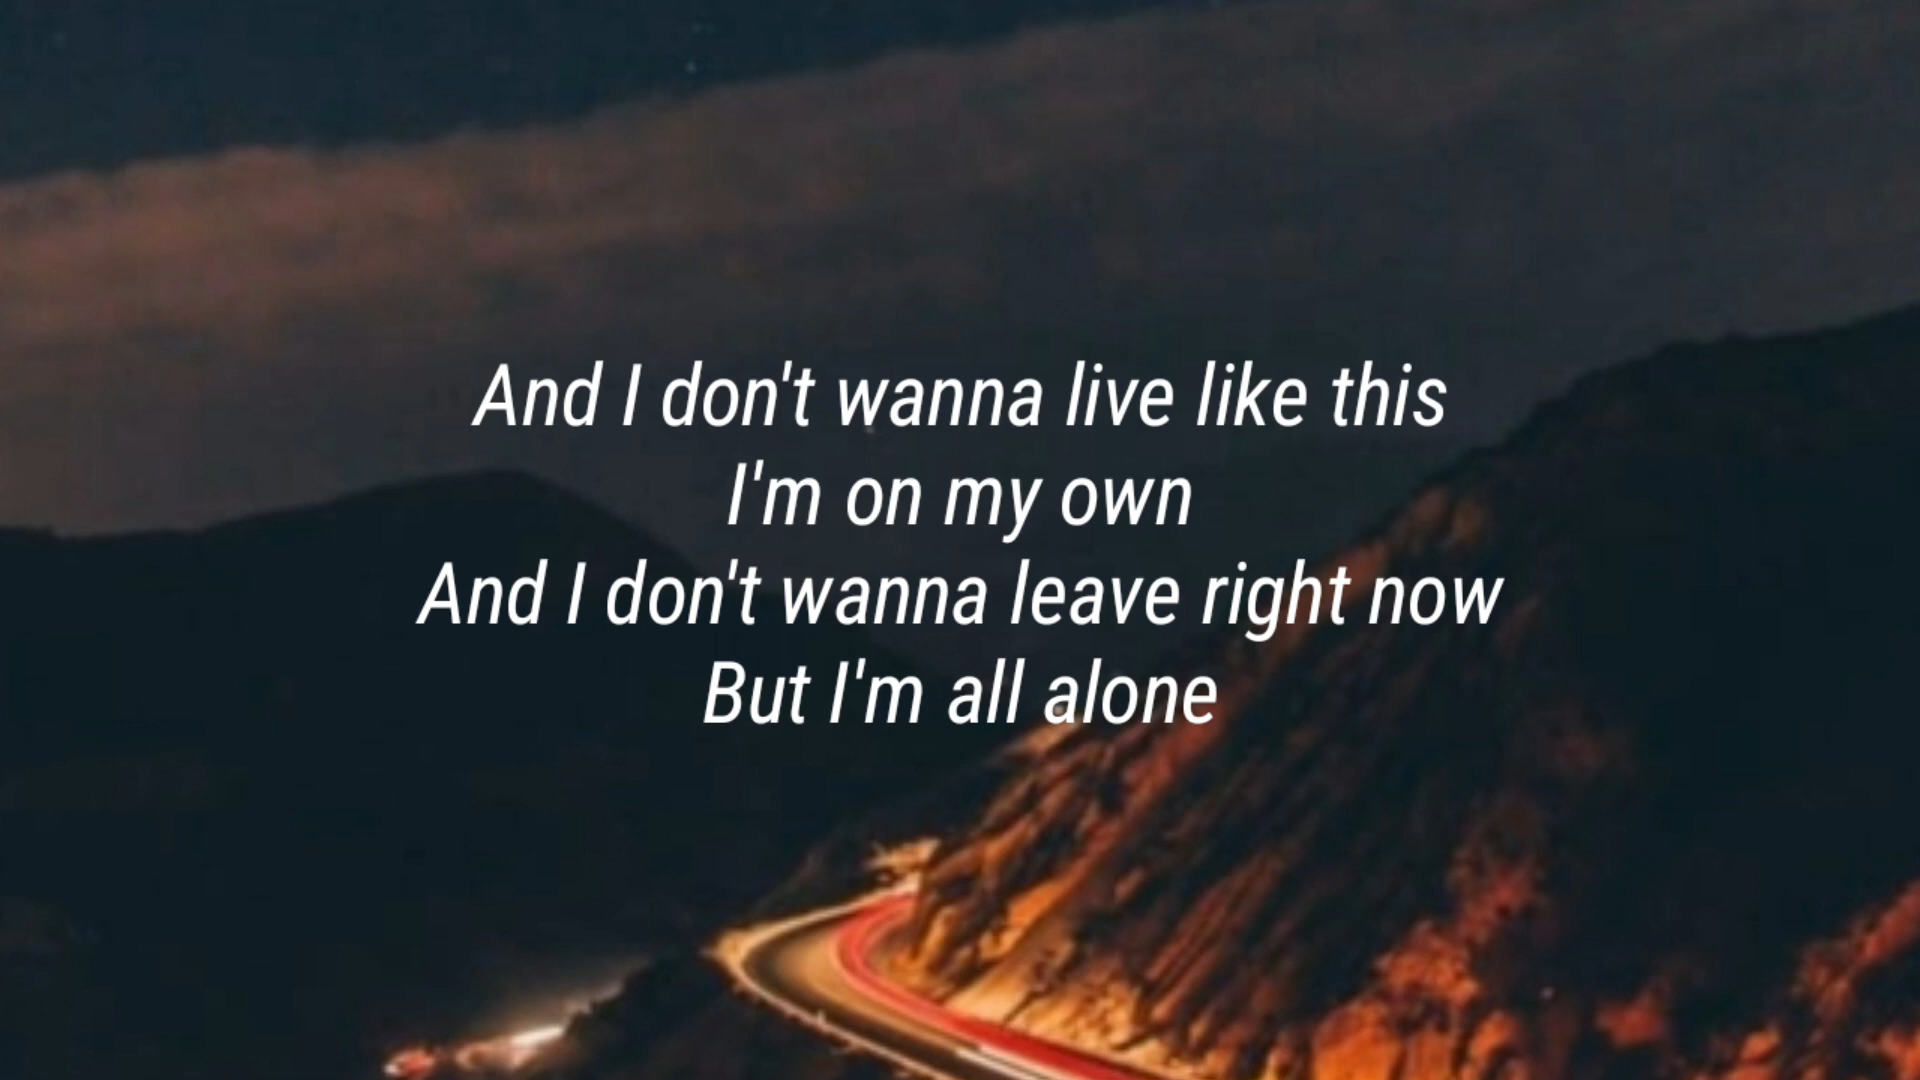 And I don't wanna live like this
I'm on my own
And I don't wanna leave right now
But I'm all alone